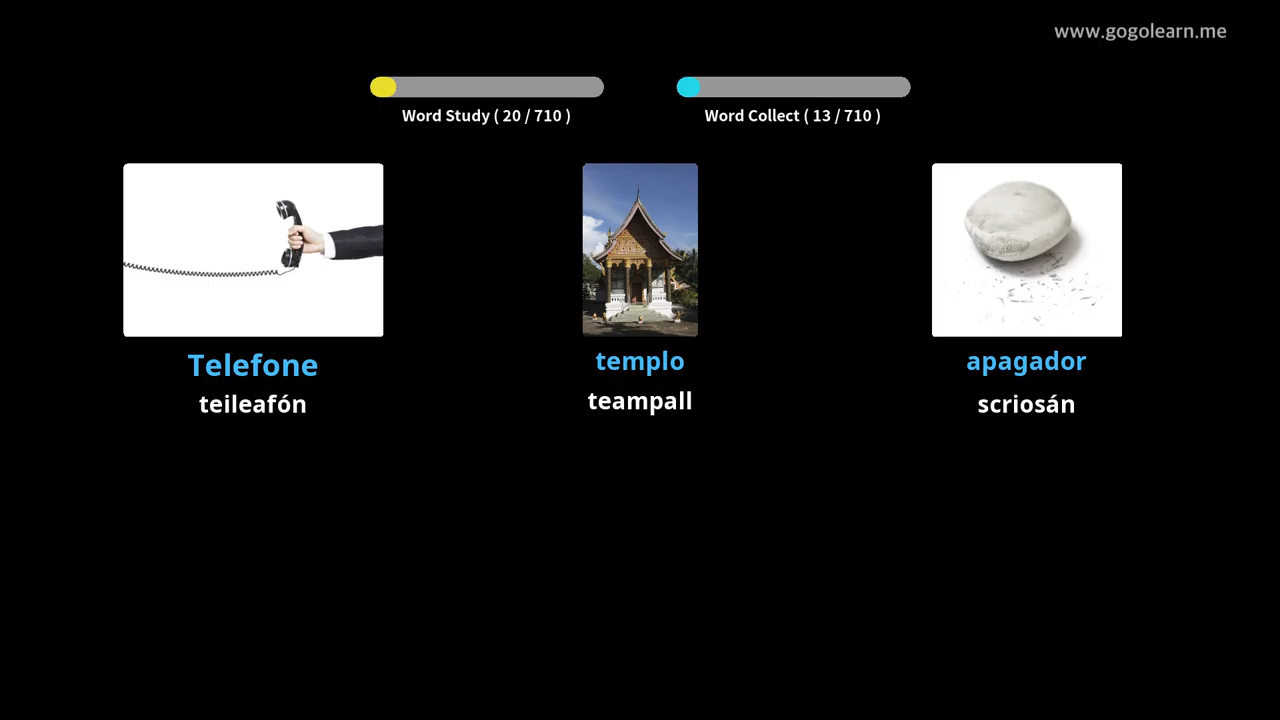 www.gogolearn.me
Word Study ( 20 / 710 )
Word Collect ( 13 / 710 )
Telefone
teileafón
templo
teampall
apagador
scriosán